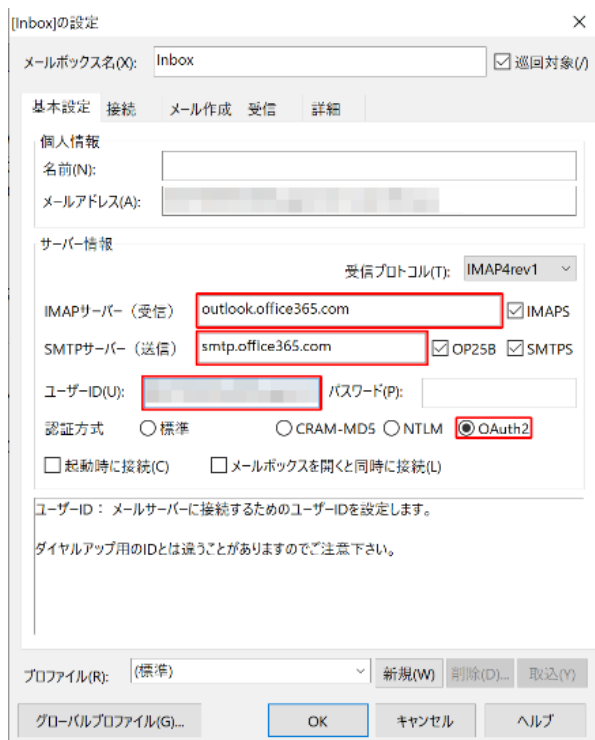 [Inbox]の設定
メールボックス名(X): Inbox 巡回対象(/)
基本設定 接続 メール作成 受信 詳細
個人情報
名前(N):
メールアドレス(A):
サーバー情報
受信プロトコル(T): IMAP4rev1
IMAPサーバー（受信） outlook.office365.com IMAPS
SMTPサーバー（送信） smtp.office365.com OP25B SMTPS
ユーザーID(U): パスワード(P):
認証方式 標準 CRAM-MD5 NTLM OAuth2
起動時に接続(C) メールボックスを開くと同時に接続(L)
ユーザーID： メールサーバーに接続するためのユーザーIDを設定します。
ダイヤルアップ用のIDとは違うことがありますのでご注意下さい。
プロファイル(R): (標準) 新規(W) 削除(D)... 取込(Y)
グローバルプロファイル(G)... OK キャンセル ヘルプ